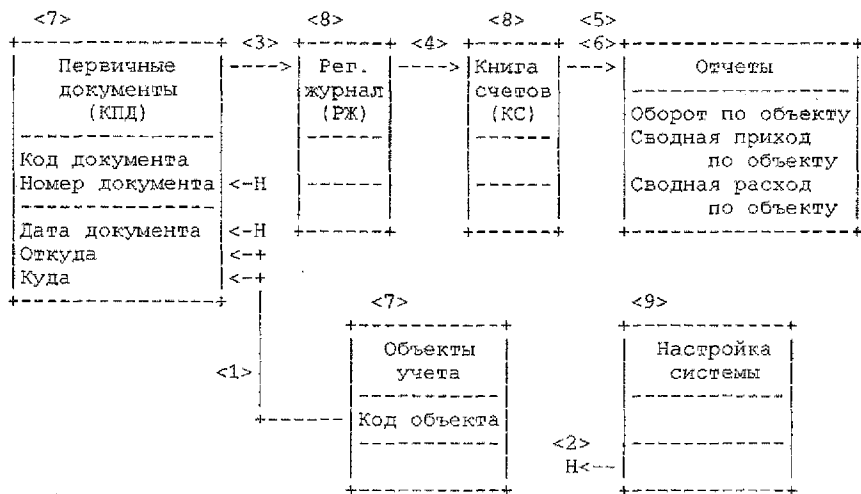 <7> <8> <8> <5>
<3> <4> <6>
Первичные Рег. Книга Отчеты
документы журнал счетов
(КПД) (РЖ) (КС)
Оборот по объекту
Код документа Сводная приход
по объекту
Номер документа <-Н Сводная расход
по объекту
Дата документа <-Н
Откуда <-+
Куда <-+
<7> <9>
Объекты Настройка
<1> учета системы
Код объекта
<2>
Н<--